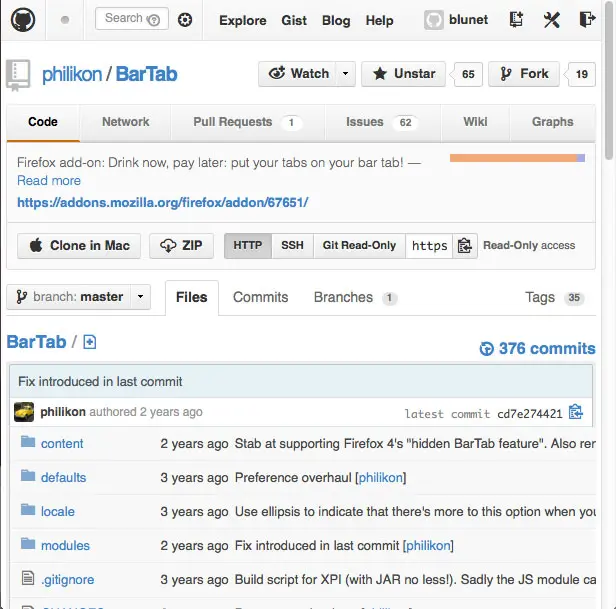 Search
Explore Gist Blog Help blunet
philikon / BarTab Watch Unstar 65 Fork 19
Code Network Pull Requests 1 Issues 62 Wiki Graphs
Firefox add-on: Drink now, pay later: put your tabs on your bar tab! —
Read more
https://addons.mozilla.org/firefox/addon/67651/
Clone in Mac ZIP HTTP SSH Git Read-Only https Read-Only access
branch: master Files Commits Branches 1 Tags 35
BarTab / 376 commits
Fix introduced in last commit
philikon authored 2 years ago latest commit cd7e274421
content 2 years ago Stab at supporting Firefox 4's "hidden BarTab feature". Also
defaults 3 years ago Preference overhaul [philikon]
locale 3 years ago Use ellipsis to indicate that there's more to this option when
modules 2 years ago Fix introduced in last commit [philikon]
.gitignore 3 years ago Build script for XPI (with JAR no less!). Sadly the JS module